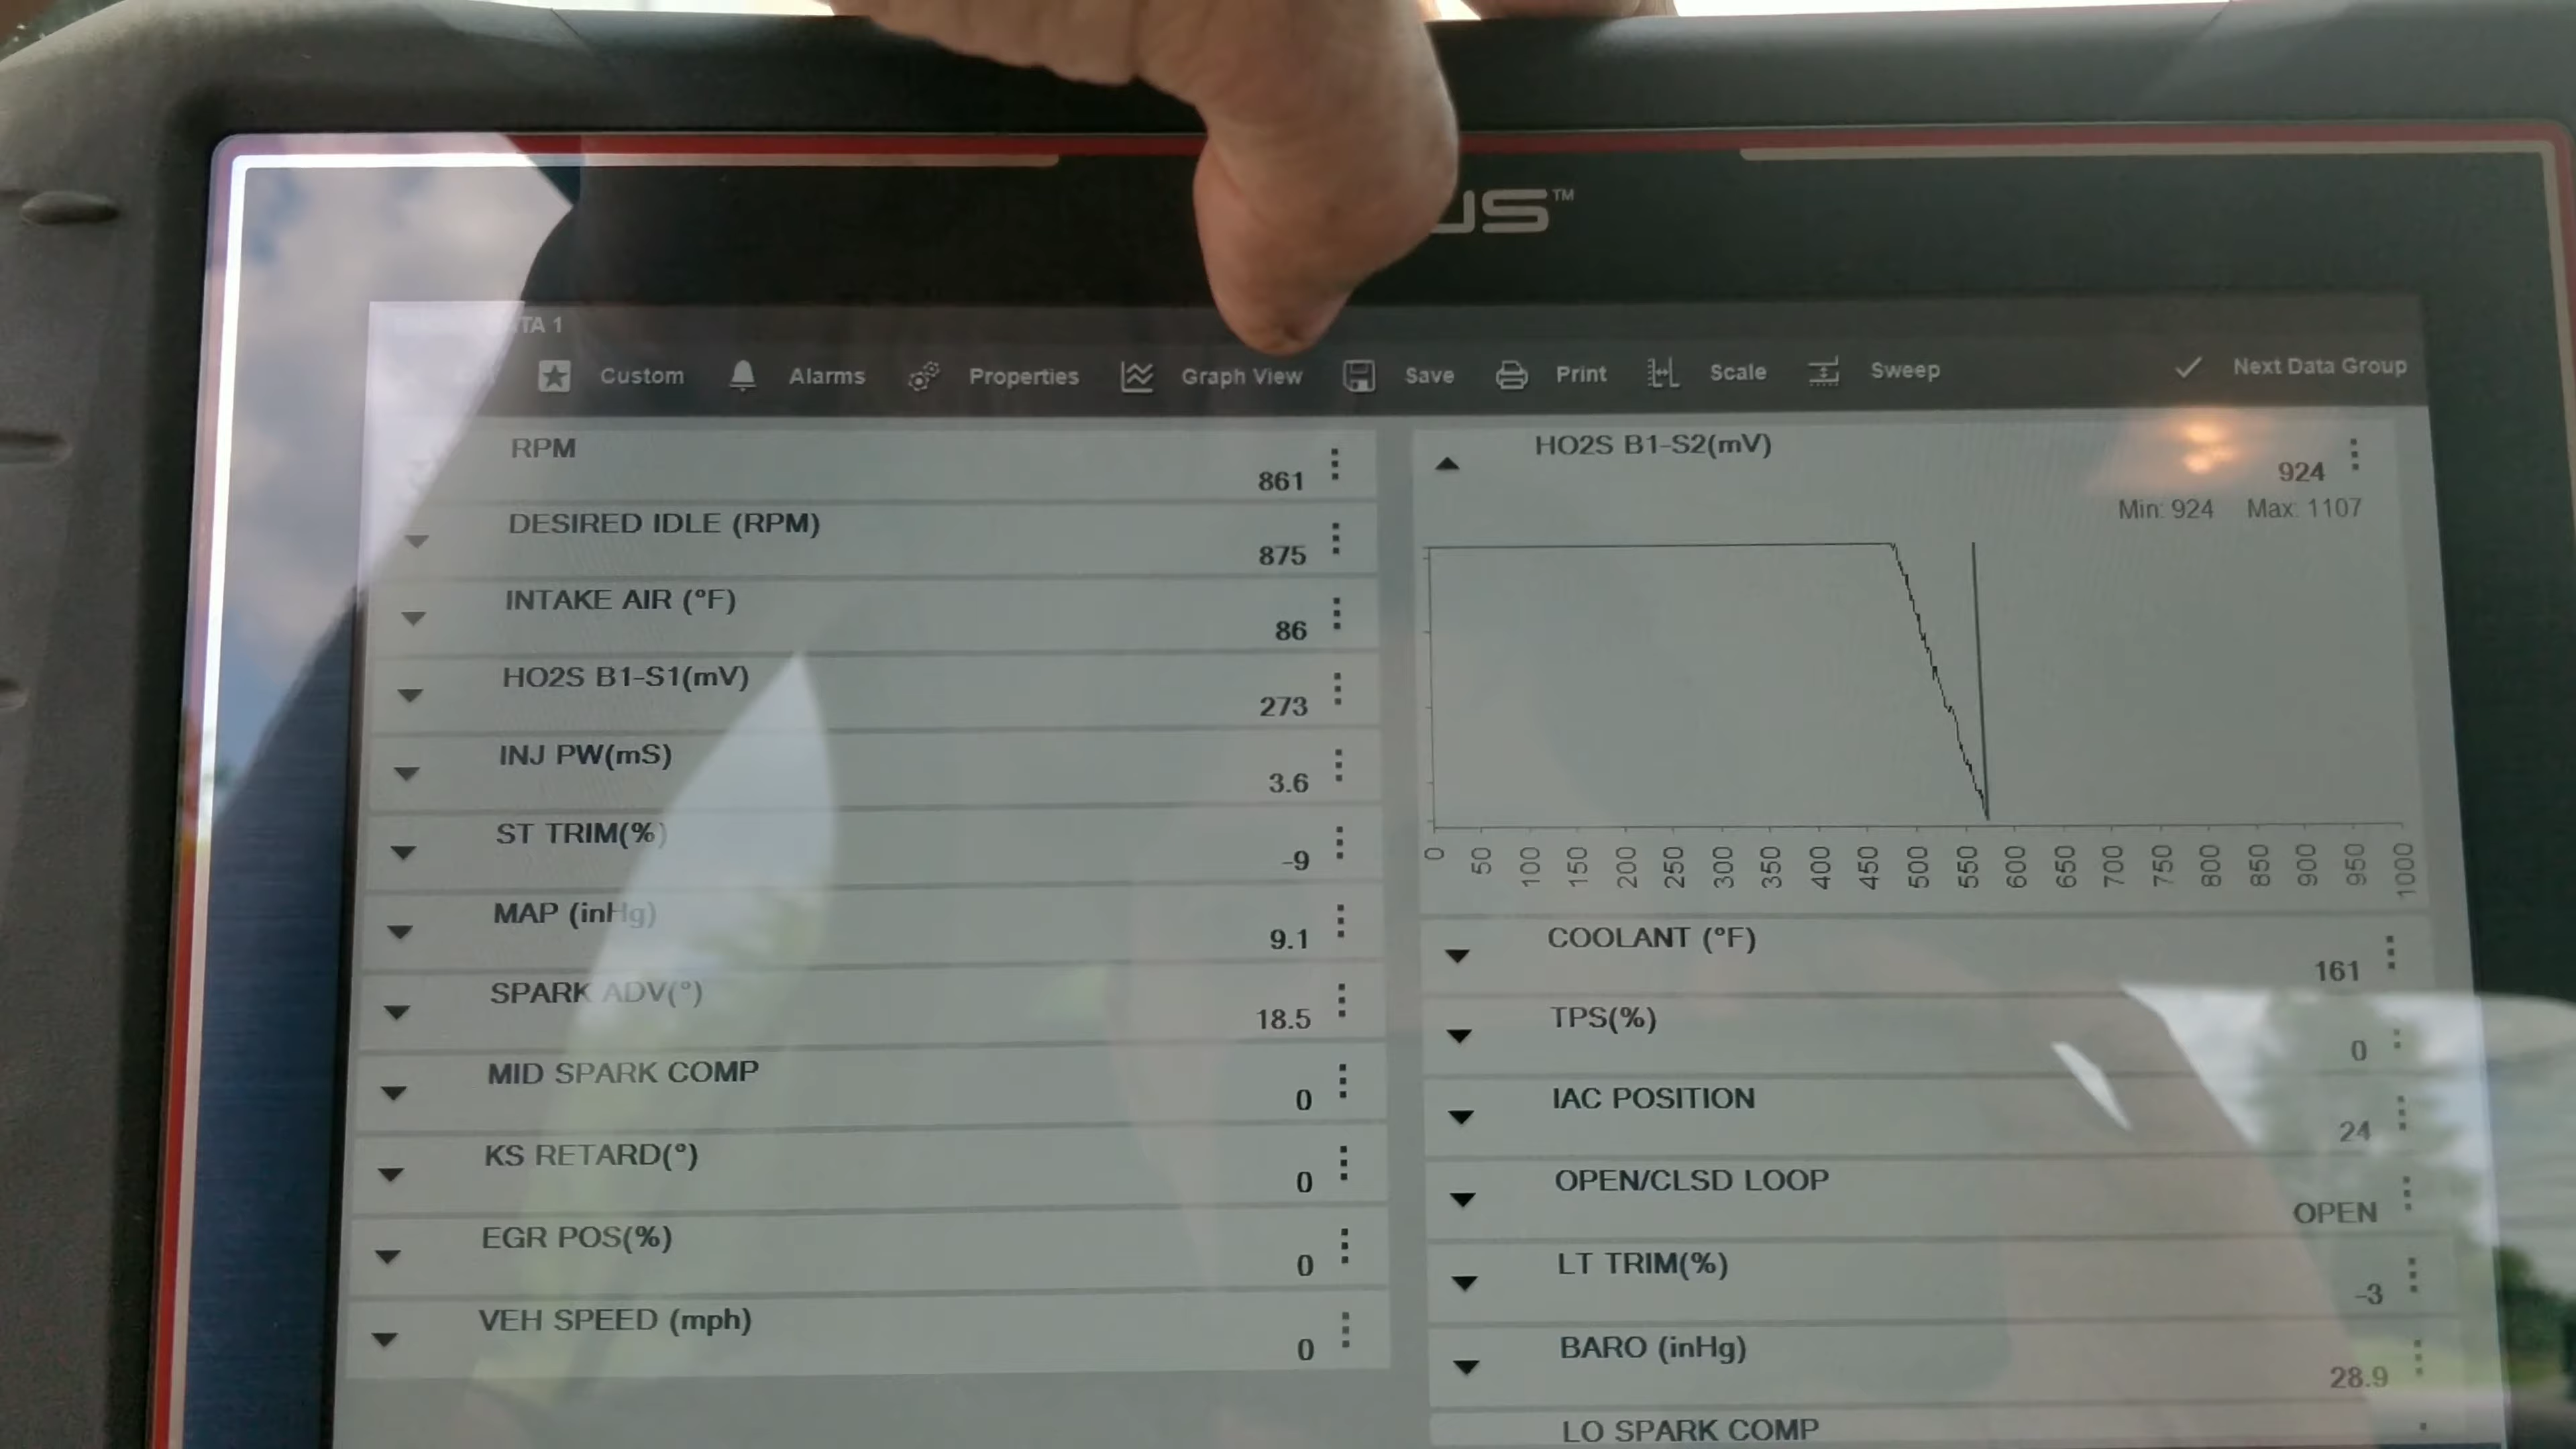 US™
TA 1
Custom Alarms Properties Graph View Save Print Scale Sweep Next Data Group
RPM
861
DESIRED IDLE (RPM)
875
INTAKE AIR (°F)
86
HO2S B1-S1(mV)
273
INJ PW(mS)
3.6
ST TRIM(%)
-9
MAP (inHg)
9.1
SPARK ADV(°)
18.5
MID SPARK COMP
0
KS RETARD(°)
0
EGR POS(%)
0
VEH SPEED (mph)
0
HO2S B1-S2(mV)
924
Min: 924 Max: 1107
0 50 100 150 200 250 300 350 400 450 500 550 600 650 700 750 800 850 900 950 1000
COOLANT (°F)
161
TPS(%)
0
IAC POSITION
24
OPEN/CLSD LOOP
OPEN
LT TRIM(%)
-3
BARO (inHg)
28.9
LO SPARK COMP